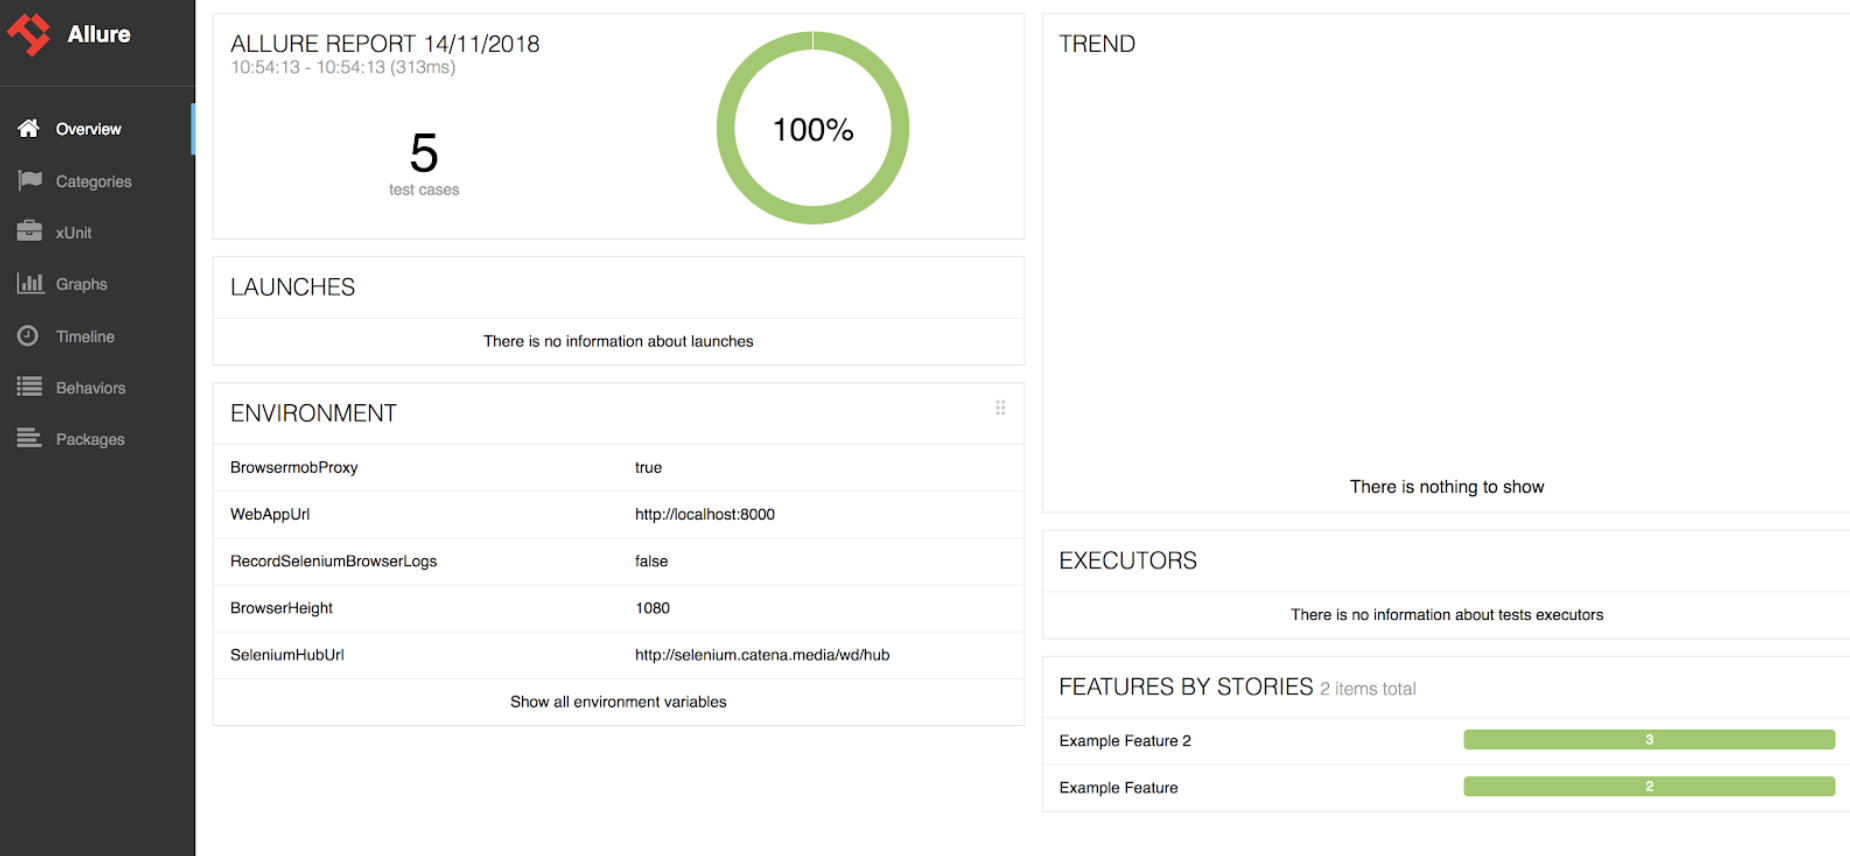 Allure
Overview
Categories
xUnit
Graphs
Timeline
Behaviors
Packages
ALLURE REPORT 14/11/2018
10:54:13 - 10:54:13 (313ms)
5
test cases
100%
LAUNCHES
There is no information about launches
ENVIRONMENT
BrowsermobProxy true
WebAppUrl http://localhost:8000
RecordSeleniumBrowserLogs false
BrowserHeight 1080
SeleniumHubUrl http://selenium.catena.media/wd/hub
Show all environment variables
TREND
There is nothing to show
EXECUTORS
There is no information about tests executors
FEATURES BY STORIES 2 items total
Example Feature 2 3
Example Feature 2